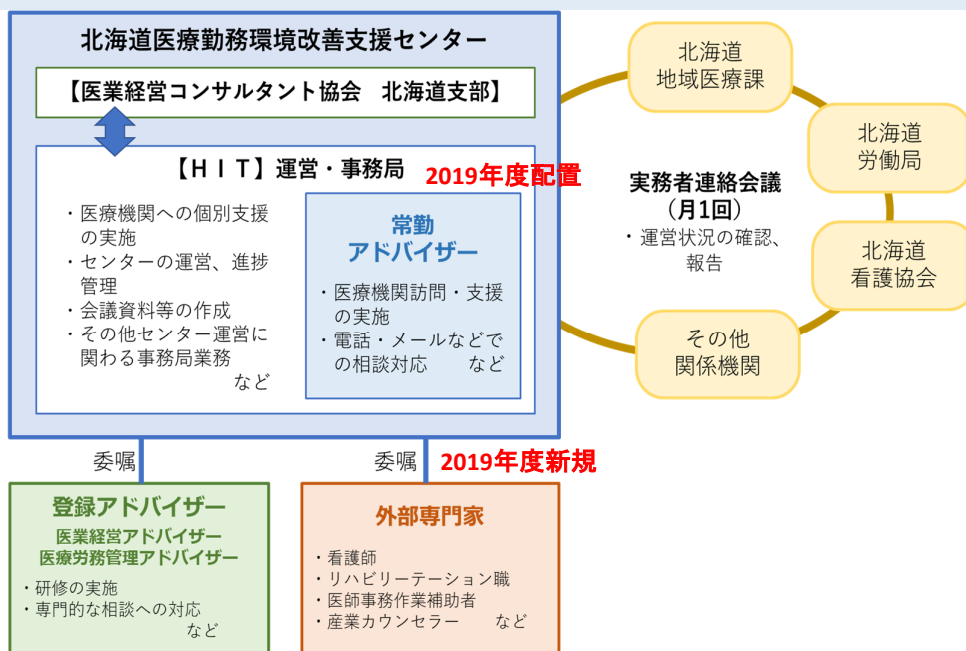 北海道医療勤務環境改善支援センター
【医業経営コンサルタント協会　北海道支部】
【ＨＩＴ】運営・事務局
・医療機関への個別支援
の実施
・センターの運営、進捗
管理
・会議資料等の作成
・その他センター運営に
関わる事務局業務
など
2019年度配置
常勤
アドバイザー
・医療機関訪問・支援
の実施
・電話・メールなどで
の相談対応　など
北海道
地域医療課
北海道
労働局
北海道
看護協会
その他
関係機関
実務者連絡会議
（月1回）
・運営状況の確認、
報告
委嘱
委嘱
2019年度新規
登録アドバイザー
医業経営アドバイザー
医療労務管理アドバイザー
・研修の実施
・専門的な相談への対応
など
外部専門家
・看護師
・リハビリーテーション職
・医師事務作業補助者
・産業カウンセラー　など